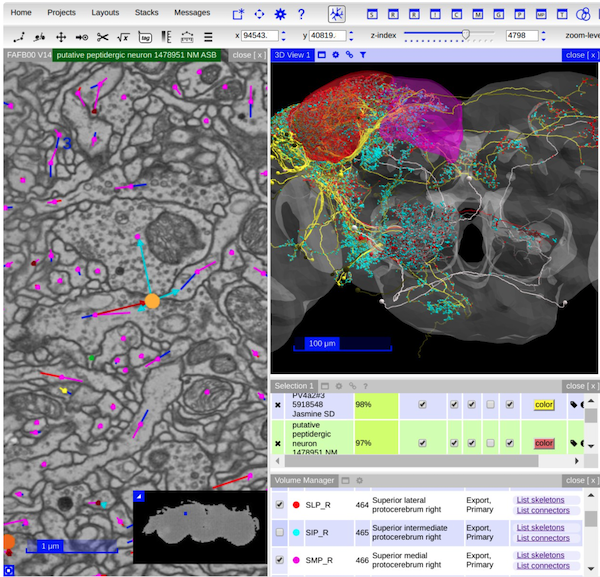 Home Projects Layouts Stacks Messages
S R R I C M G P MP T
tag x 94543. y 40819. z-index 4798 zoom-leve
FAFB00 V14 putative peptidergic neuron 1478951 NM ASB close [ x ]
3D View 1 close [ x ]
3
100 μm
1 μm
Selection 1 close [ x ]
PV4a2#3
5918548
Jasmine SD
98% color
putative
peptidergic
neuron
1478951 NM
97% color
Volume Manager close [ x ]
SLP_R 464 Superior lateral protocerebrum right Export, Primary List skeletons List connectors
SIP_R 465 Superior intermediate protocerebrum right Export, Primary List skeletons List connectors
SMP_R 466 Superior medial protocerebrum right Export, Primary List skeletons List connectors